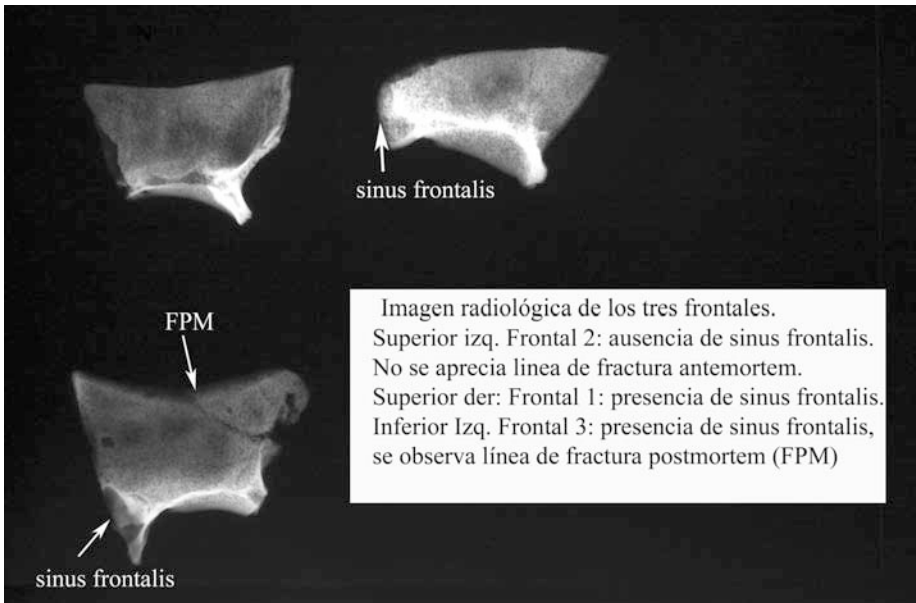 sinus frontalis
FPM
Imagen radiológica de los tres frontales.
Superior izq. Frontal 2: ausencia de sinus frontalis.
No se aprecia linea de fractura antemortem.
Superior der: Frontal 1: presencia de sinus frontalis.
Inferior Izq. Frontal 3: presencia de sinus frontalis,
se observa línea de fractura postmortem (FPM)
sinus frontalis